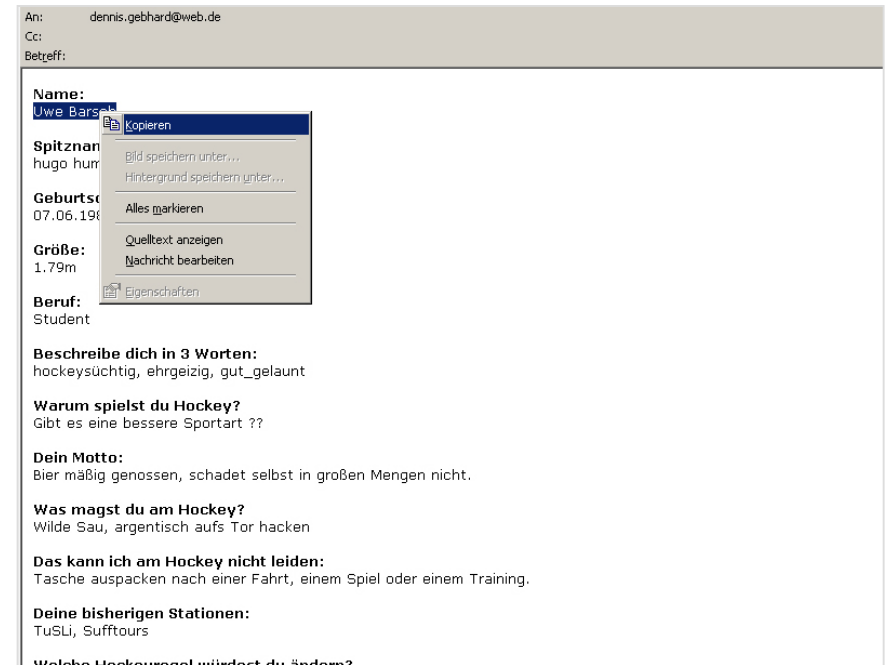 An: dennis.gebhard@web.de
Cc:
Betreff:
Name:
Uwe Barsch
Kopieren
Spitznan
Bild speichern unter...
hugo hum
Hintergrund speichern unter...
Geburtsd
Alles markieren
07.06.198
Quelltext anzeigen
Größe:
Nachricht bearbeiten
1.79m
Eigenschaften
Beruf:
Student
Beschreibe dich in 3 Worten:
hockeysüchtig, ehrgeizig, gut_gelaunt
Warum spielst du Hockey?
Gibt es eine bessere Sportart ??
Dein Motto:
Bier mäßig genossen, schadet selbst in großen Mengen nicht.
Was magst du am Hockey?
Wilde Sau, argentisch aufs Tor hacken
Das kann ich am Hockey nicht leiden:
Tasche auspacken nach einer Fahrt, einem Spiel oder einem Training.
Deine bisherigen Stationen:
TuSLi, Sufftours
Welche Hockeyregel würdest du ändern?